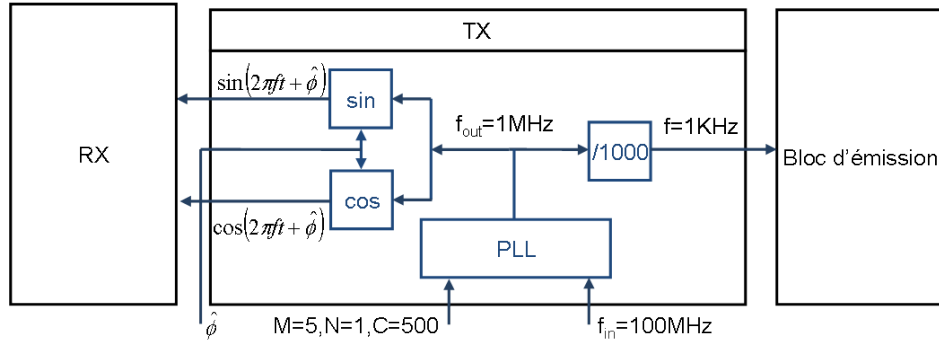 TX
sin(2πft + ϕ̂)
sin
f_out=1MHz
f=1KHz
RX
/1000
Bloc d'émission
cos
cos(2πft + ϕ̂)
PLL
ϕ̂
M=5,N=1,C=500
f_in=100MHz